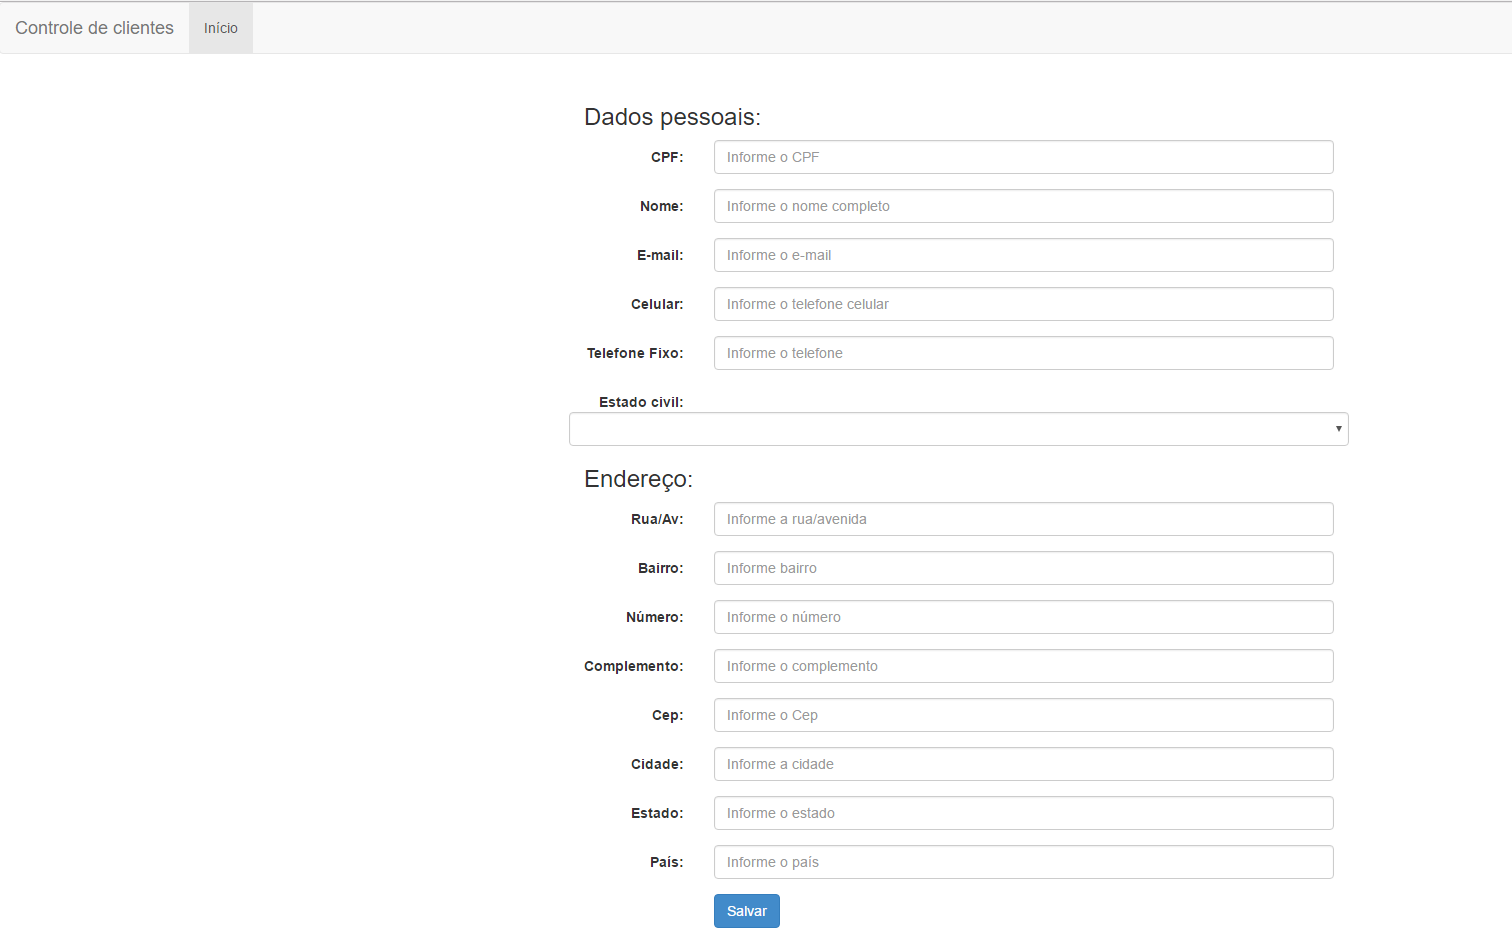 Controle de clientes Início
Dados pessoais:
CPF: Informe o CPF
Nome: Informe o nome completo
E-mail: Informe o e-mail
Celular: Informe o telefone celular
Telefone Fixo: Informe o telefone
Estado civil:
Endereço:
Rua/Av: Informe a rua/avenida
Bairro: Informe bairro
Número: Informe o número
Complemento: Informe o complemento
Cep: Informe o Cep
Cidade: Informe a cidade
Estado: Informe o estado
País: Informe o país
Salvar